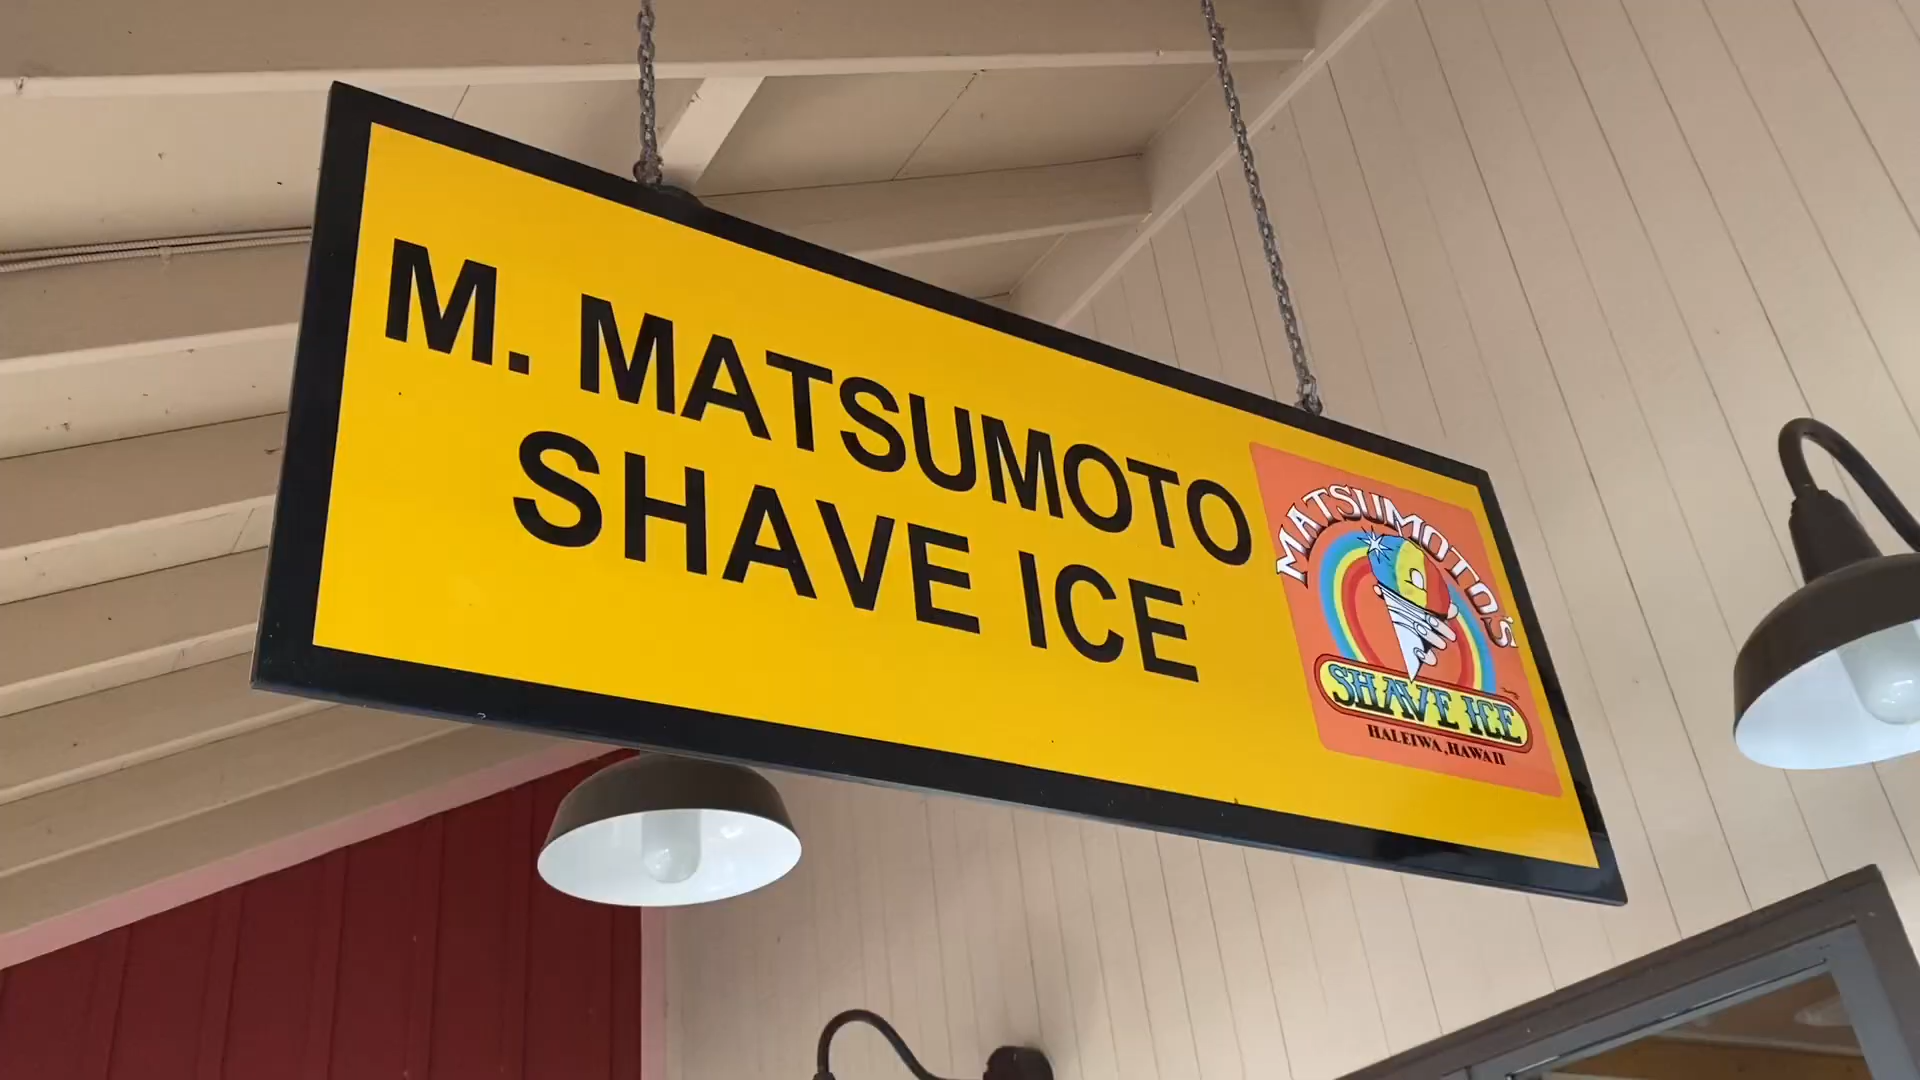 M. MATSUMOTO
SHAVE ICE
MATSUMOTO'S
SHAVE ICE
HALEIWA, HAWAII